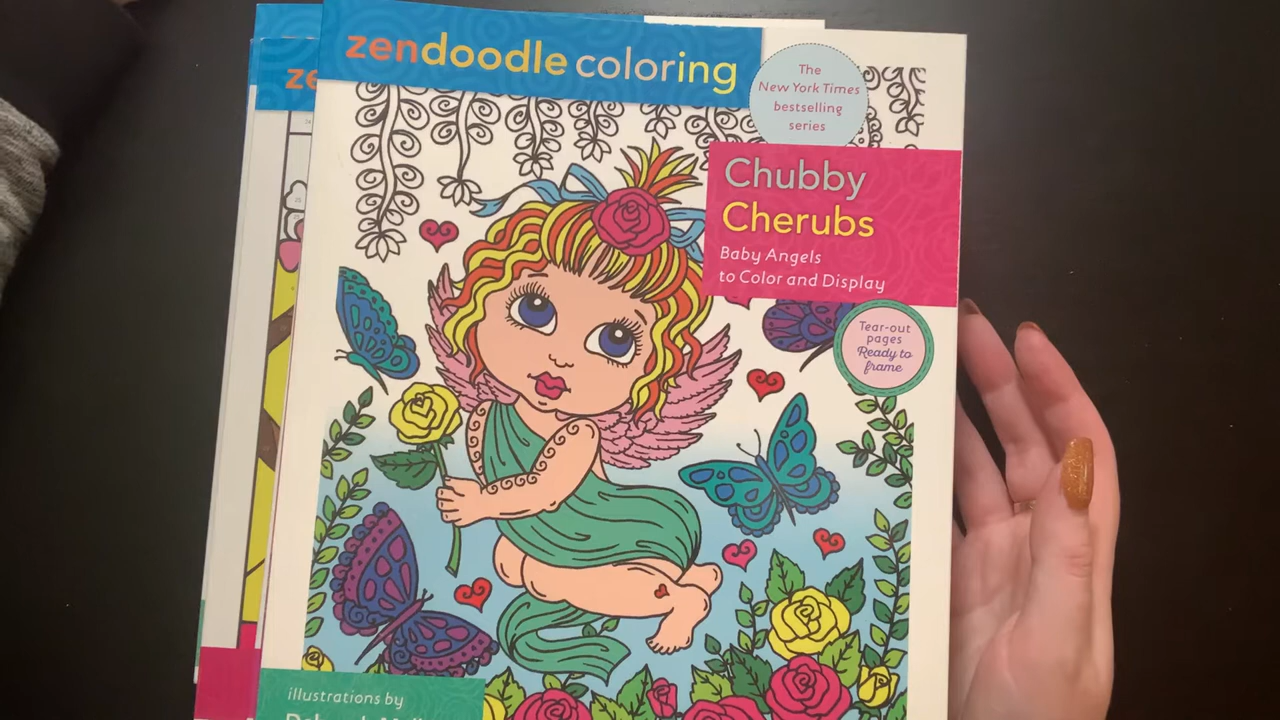 zendoodle coloring
The
New York Times
bestselling
series
Chubby
Cherubs
Baby Angels
to Color and Display
Tear-out
pages
Ready to
frame
illustrations by